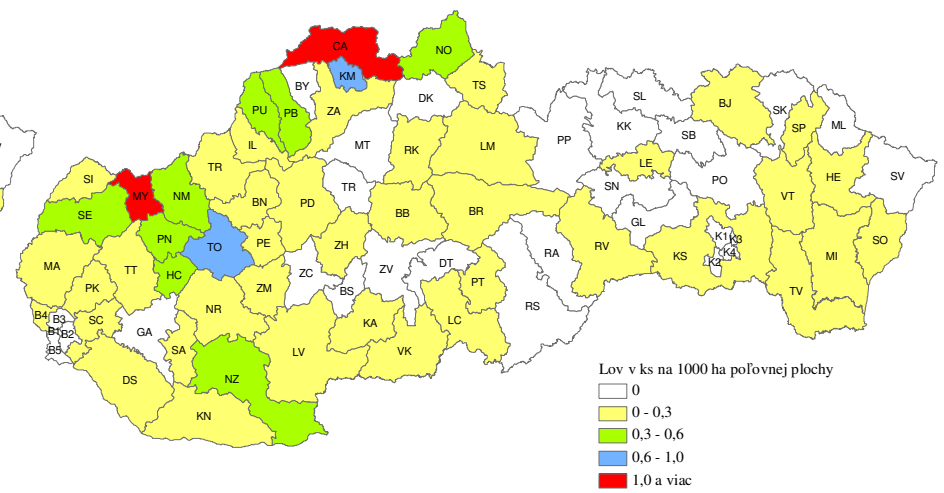 CA
NO
KM
BY
TS
DK
PU
PB
ZA
SL
BJ
SK
KK
SP
ML
SB
PP
IL
MT
RK
LM
LE
TR
SI
PO
HE
SV
SN
TR
MY
NM
VT
BN
PD
BB
BR
SE
GL
K1
K3
PN
TO
PE
ZH
RV
SO
K4
RA
KS
K2
MI
MA
TT
HC
ZC
ZV
DT
PT
PK
ZM
BS
TV
NR
RS
B4
B3
SC
KA
LC
B1
B2
GA
B5
SA
LV
VK
DS
NZ
KN
Lov v ks na 1000 ha poľovnej plochy
0
0 - 0,3
0,3 - 0,6
0,6 - 1,0
1,0 a viac